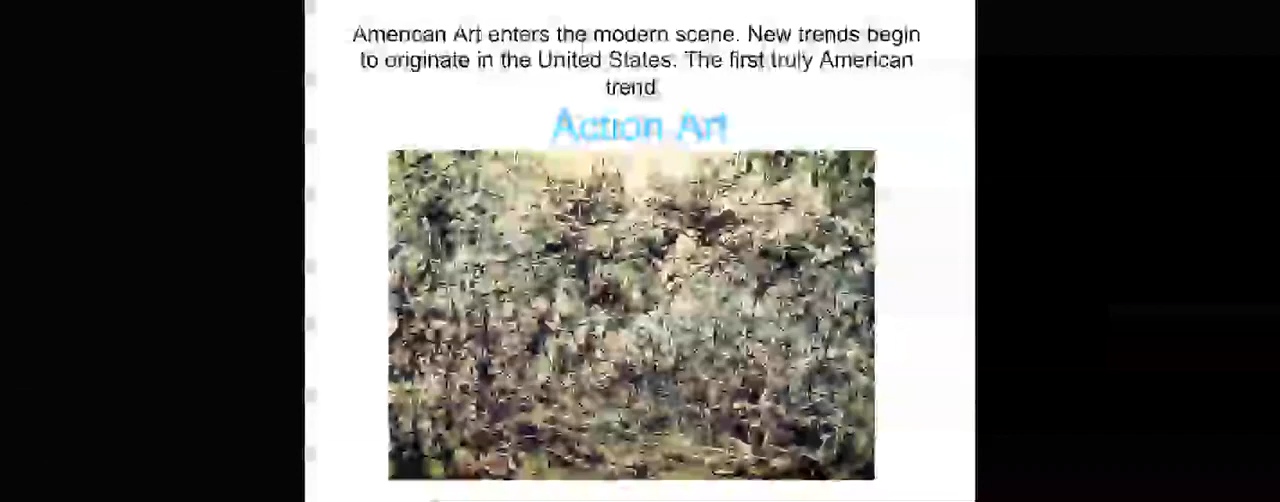 American Art enters the modern scene. New trends begin
to originate in the United States. The first truly American
trend
Action Art